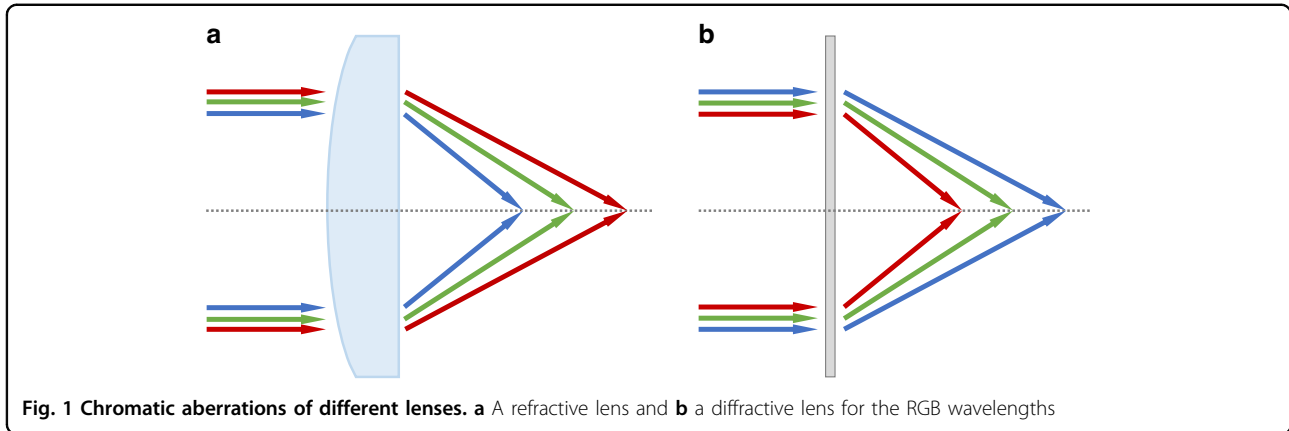 a
b
Fig. 1 Chromatic aberrations of different lenses. a A refractive lens and b a diffractive lens for the RGB wavelengths